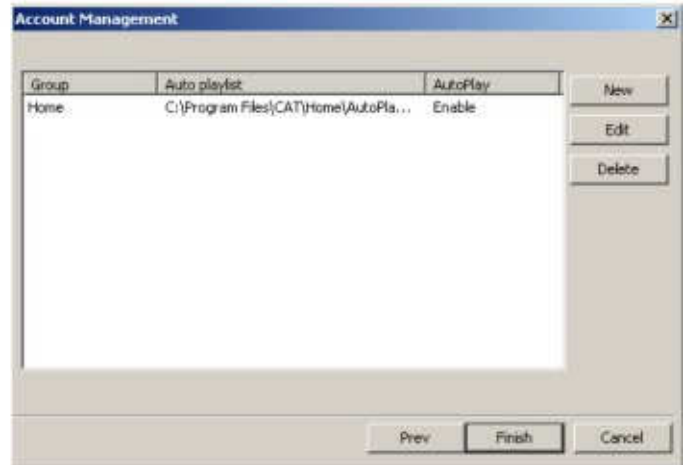 Account Management
Group Auto playlist AutoPlay
Home C:\Program Files\CAT\Home\AutoPla... Enable
New
Edit
Delete
Prev Finish Cancel